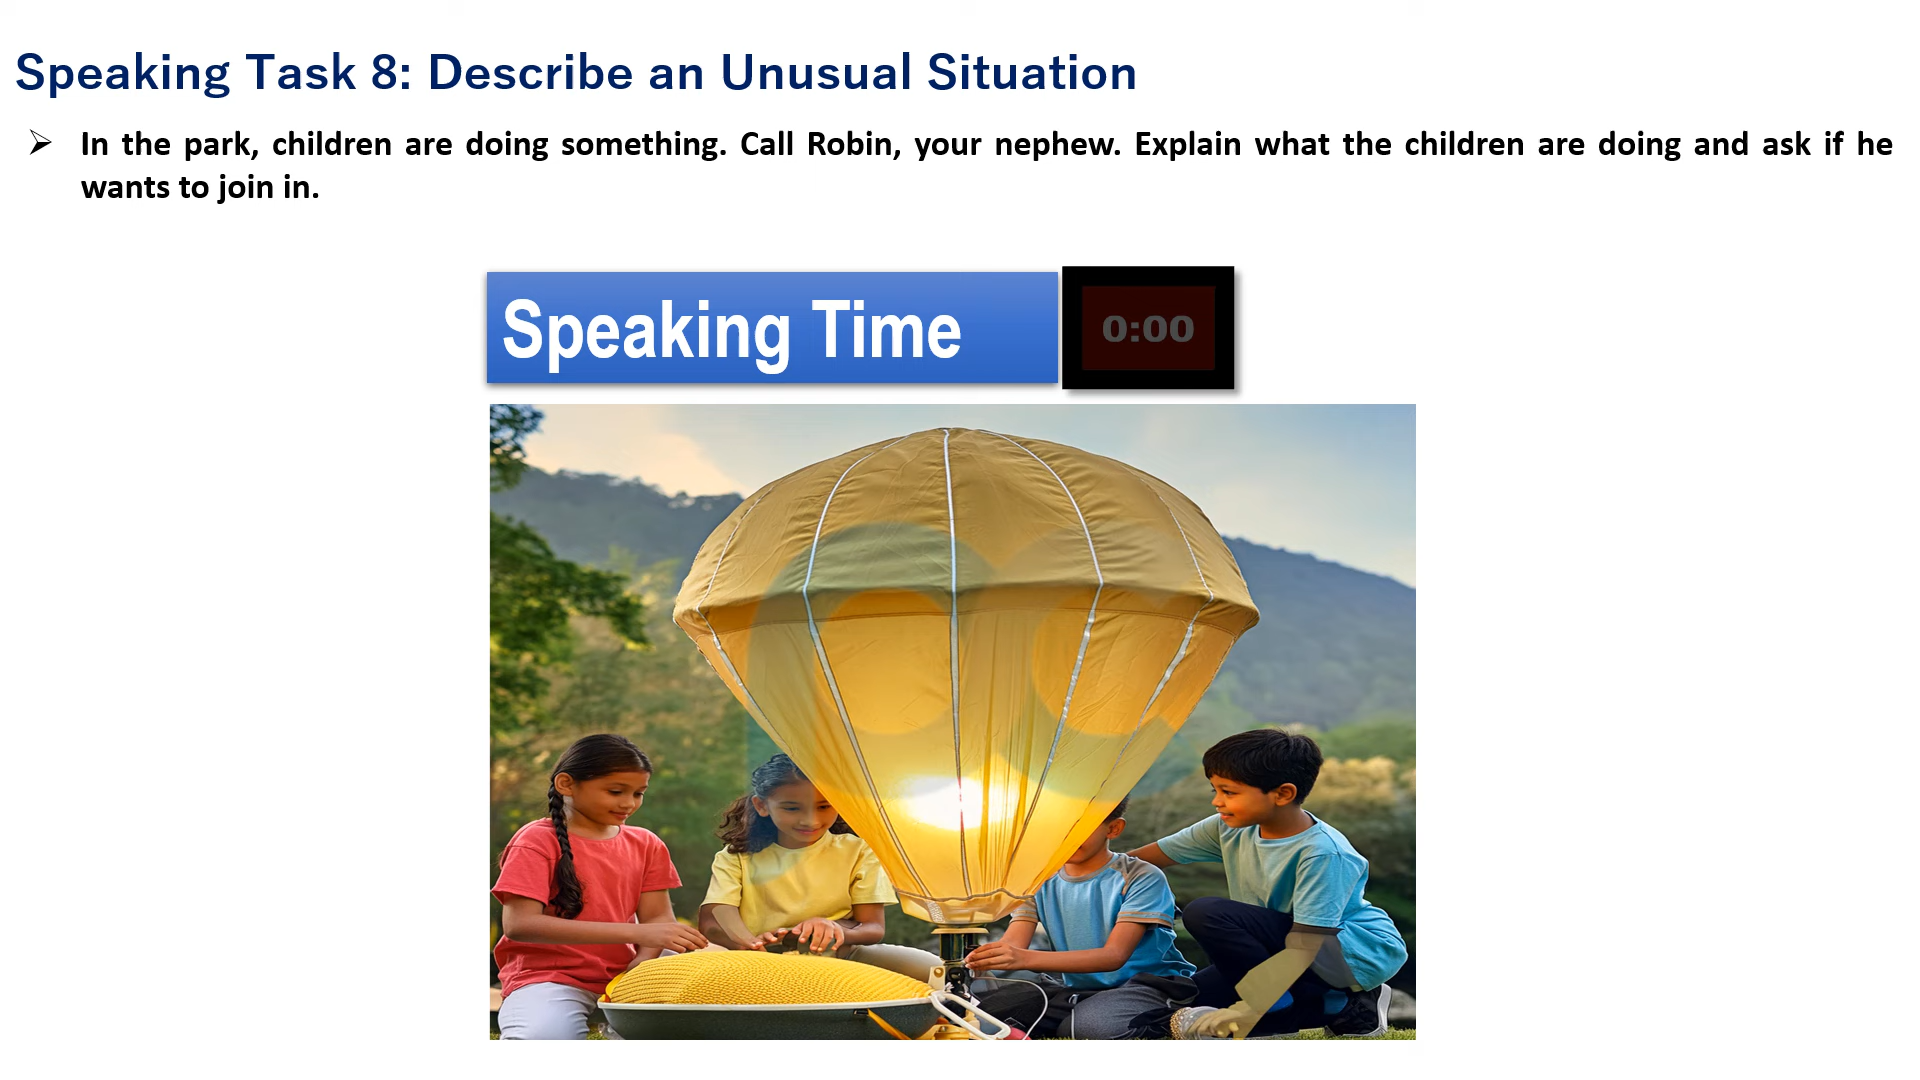 Speaking Task 8: Describe an Unusual Situation
In the park, children are doing something. Call Robin, your nephew. Explain what the children are doing and ask if he
wants to join in.
Speaking Time
0:00